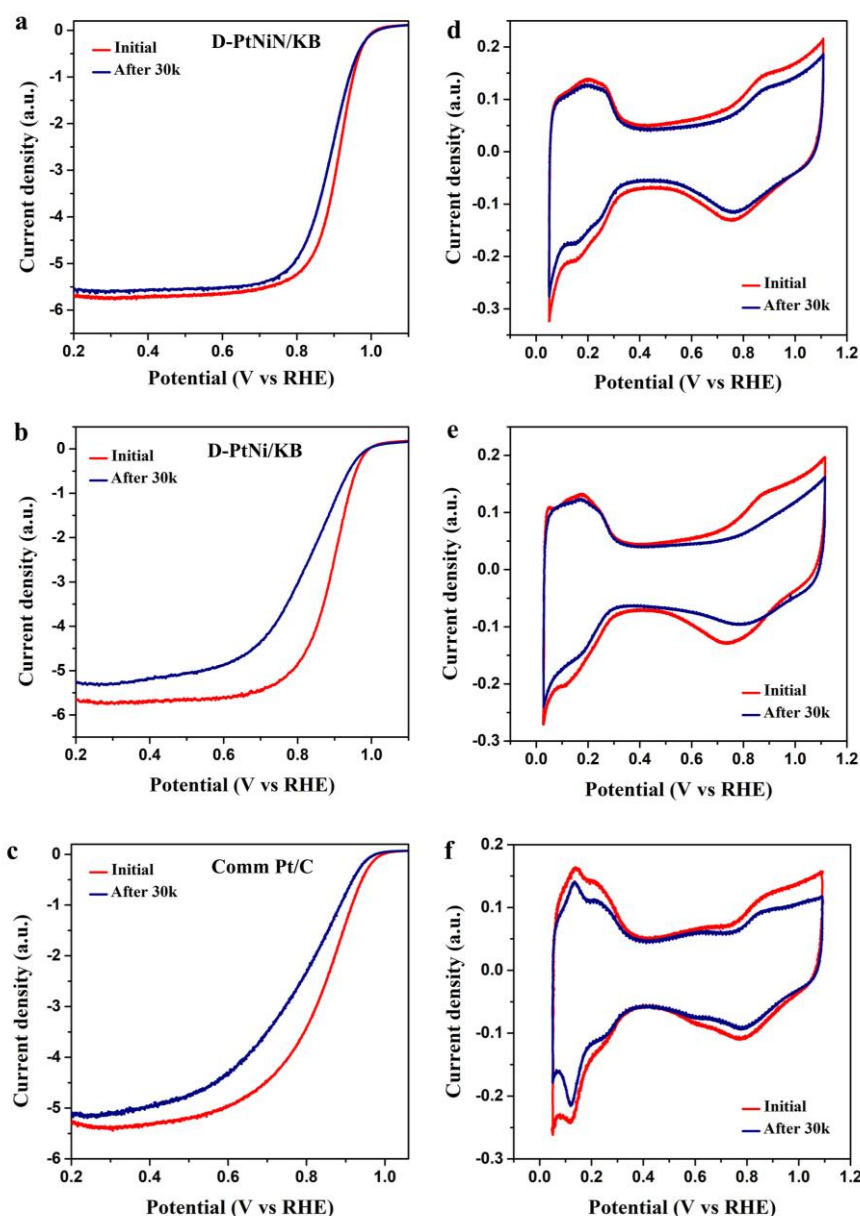 a
D-PtNiN/KB
Initial
After 30k
0
-1
-2
-3
-4
-5
-6
Current density (a.u.)
0.2 0.4 0.6 0.8 1.0
Potential (V vs RHE)
d
0.2
0.1
0.0
-0.1
-0.2
-0.3
Current density (a.u.)
Initial
After 30k
0.0 0.2 0.4 0.6 0.8 1.0 1.2
Potential (V vs RHE)
b
D-PtNi/KB
Initial
After 30k
0
-1
-2
-3
-4
-5
-6
Current density (a.u.)
0.2 0.4 0.6 0.8 1.0
Potential (V vs RHE)
e
0.2
0.1
0.0
-0.1
-0.2
-0.3
Current density (a.u.)
Initial
After 30k
0.0 0.2 0.4 0.6 0.8 1.0 1.2
Potential (V vs RHE)
c
Comm Pt/C
Initial
After 30k
0
-1
-2
-3
-4
-5
-6
Current density (a.u.)
0.2 0.4 0.6 0.8 1.0
Potential (V vs RHE)
f
0.2
0.1
0.0
-0.1
-0.2
-0.3
Current density (a.u.)
Initial
After 30k
0.0 0.2 0.4 0.6 0.8 1.0 1.2
Potential (V vs RHE)